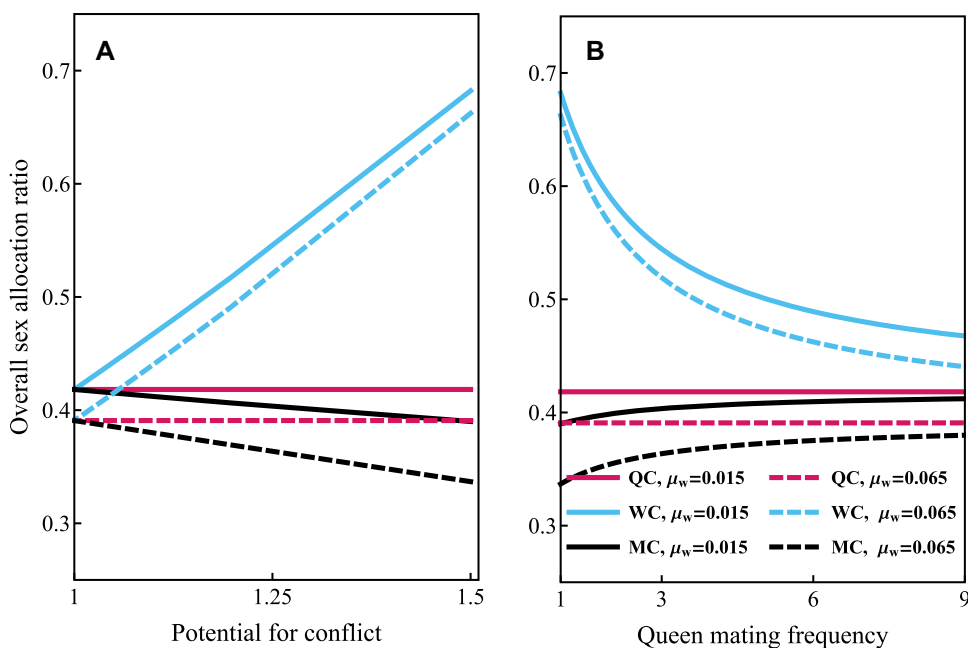 A
B
Overall sex allocation ratio
0.7
0.6
0.5
0.4
0.3
1
1.25
1.5
Potential for conflict
0.7
0.6
0.5
0.4
0.3
QC, μw=0.015
QC, μw=0.065
WC, μw=0.015
WC, μw=0.065
MC, μw=0.015
MC, μw=0.065
1
3
6
9
Queen mating frequency